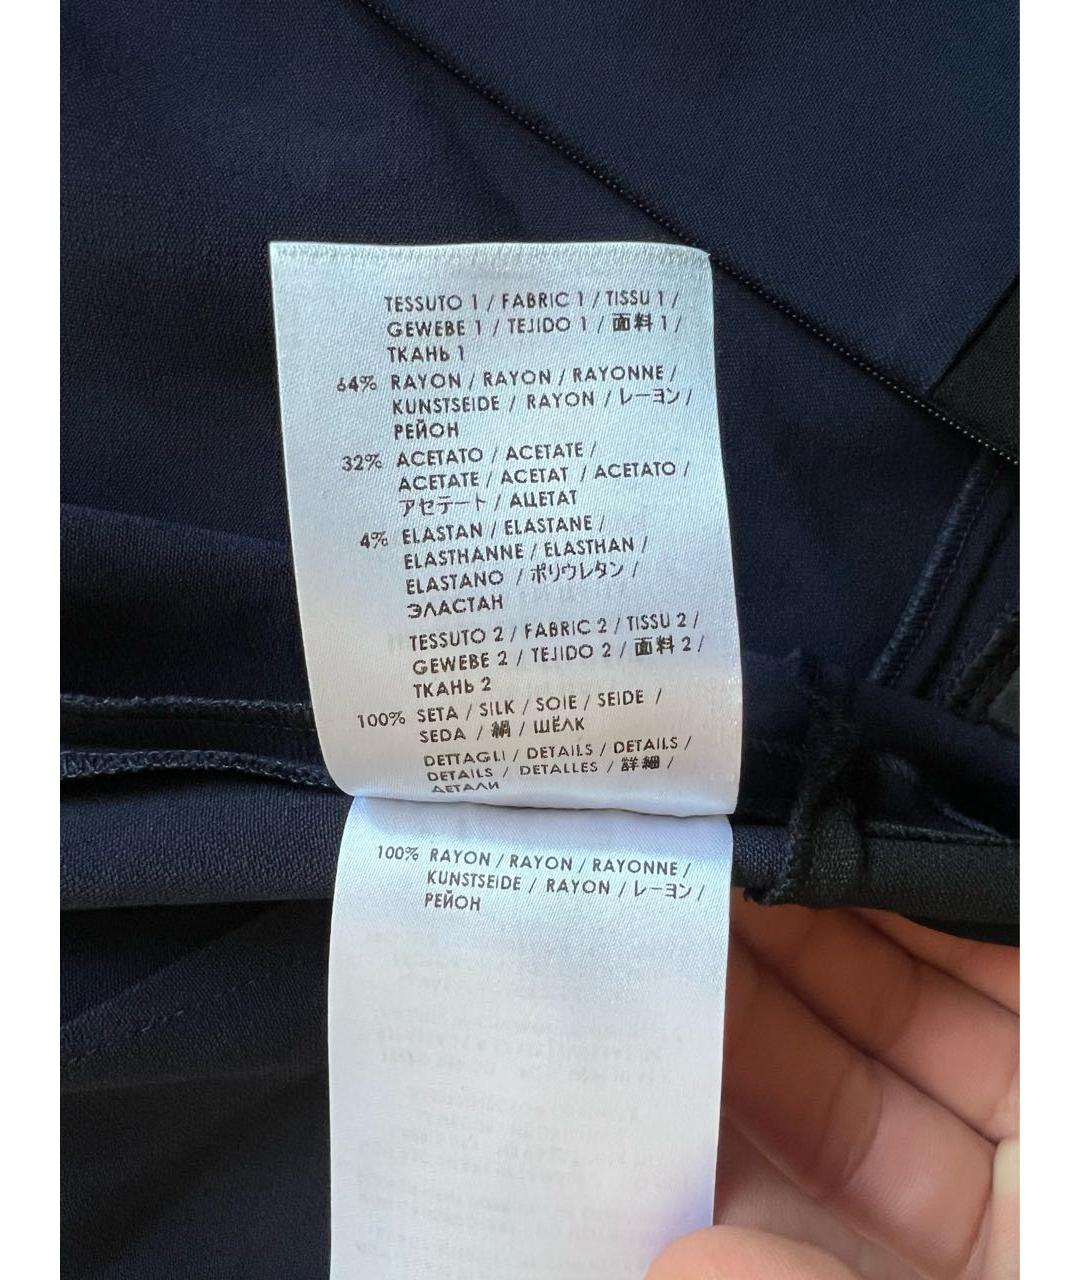 TESSUTO 1 / FABRIC 1 / TISSU 1 /
GEWEBE 1 / TEJIDO 1 / 面料 1 /
ТКАНЬ 1
64% RAYON / RAYON / RAYONNE /
KUNSTSEIDE / RAYON / レーヨン /
РЕЙОН
32% ACETATO / ACETATE /
ACETATE / ACETAT / ACETATO /
アセテート / АЦЕТАТ
4% ELASTAN / ELASTANE /
ELASTHANNE / ELASTHAN /
ELASTANO / ポリウレタン /
ЭЛАСТАН
TESSUTO 2 / FABRIC 2 / TISSU 2 /
GEWEBE 2 / TEJIDO 2 / 面料 2 /
ТКАНЬ 2
100% SETA / SILK / SOIE / SEIDE /
SEDA / 絹 / ШЁЛК
DETTAGLI / DETAILS / DETAILS /
DETAILS / DETALLES / 詳細 /
ДЕТАЛИ
100% RAYON / RAYON / RAYONNE /
KUNSTSEIDE / RAYON / レーヨン /
РЕЙОН